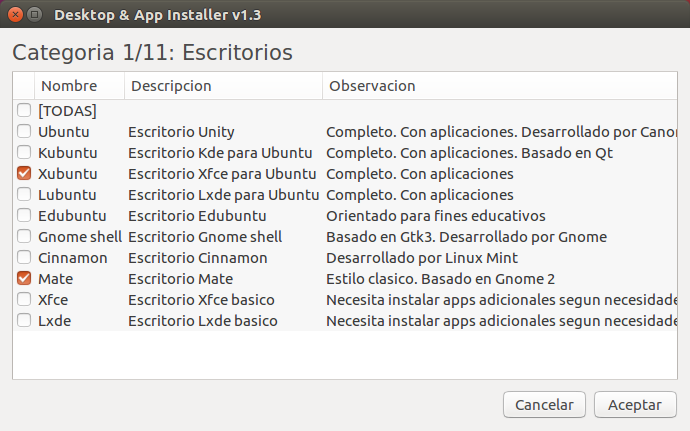 Desktop & App Installer v1.3
Categoria 1/11: Escritorios
Nombre Descripcion Observacion
[TODAS]
Ubuntu Escritorio Unity Completo. Con aplicaciones. Desarrollado por Canon
Kubuntu Escritorio Kde para Ubuntu Completo. Con aplicaciones. Basado en Qt
Xubuntu Escritorio Xfce para Ubuntu Completo. Con aplicaciones
Lubuntu Escritorio Lxde para Ubuntu Completo. Con aplicaciones
Edubuntu Escritorio Edubuntu Orientado para fines educativos
Gnome shell Escritorio Gnome shell Basado en Gtk3. Desarrollado por Gnome
Cinnamon Escritorio Cinnamon Desarrollado por Linux Mint
Mate Escritorio Mate Estilo clasico. Basado en Gnome 2
Xfce Escritorio Xfce basico Necesita instalar apps adicionales segun necesidade
Lxde Escritorio Lxde basico Necesita instalar apps adicionales segun necesidade
Cancelar Aceptar